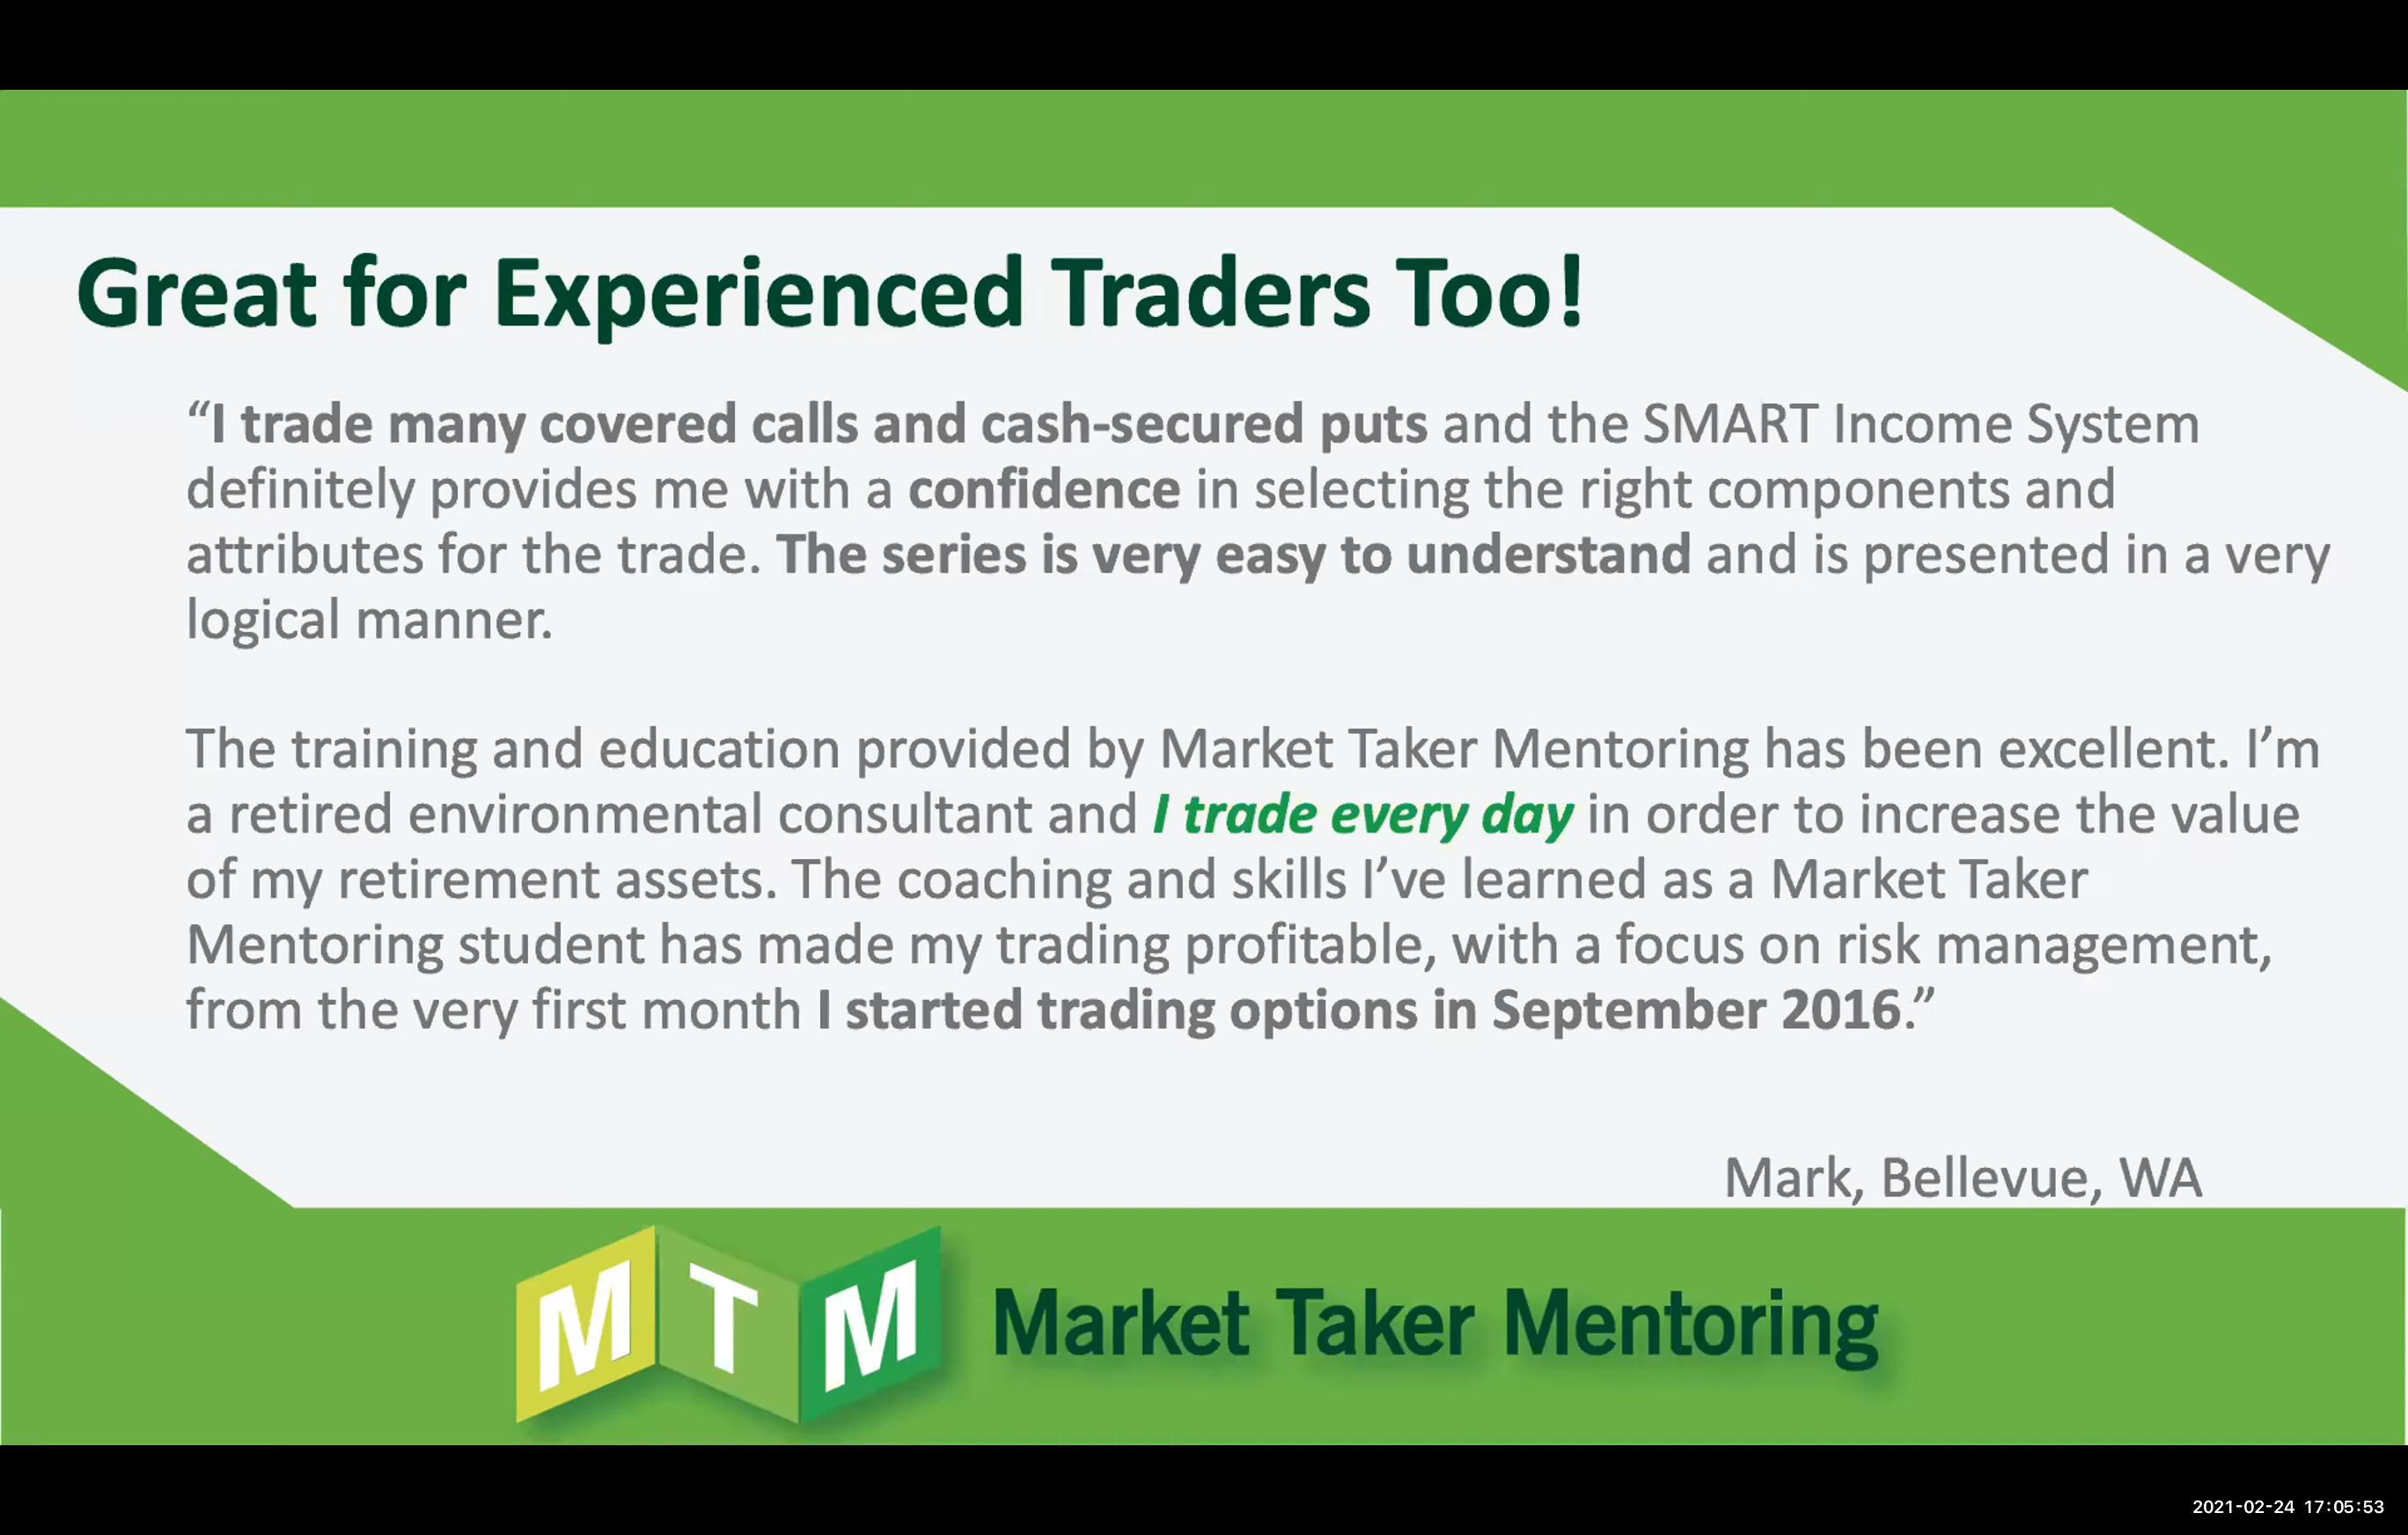 Great for Experienced Traders Too!
“I trade many covered calls and cash-secured puts and the SMART Income System
definitely provides me with a confidence in selecting the right components and
attributes for the trade. The series is very easy to understand and is presented in a very
logical manner.
The training and education provided by Market Taker Mentoring has been excellent. I’m
a retired environmental consultant and I trade every day in order to increase the value
of my retirement assets. The coaching and skills I’ve learned as a Market Taker
Mentoring student has made my trading profitable, with a focus on risk management,
from the very first month I started trading options in September 2016.”
Mark, Bellevue, WA
MTM Market Taker Mentoring
2021-02-24 17:05:53